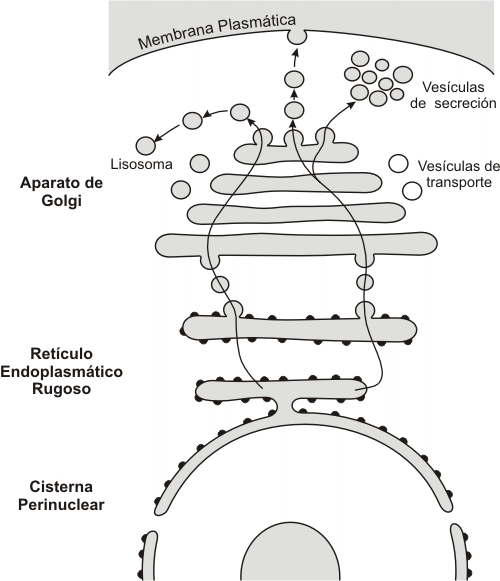 Membrana Plasmática
Vesículas
de secreción
Lisosoma
Vesículas de
transporte
Aparato de
Golgi
Retículo
Endoplasmático
Rugoso
Cisterna
Perinuclear